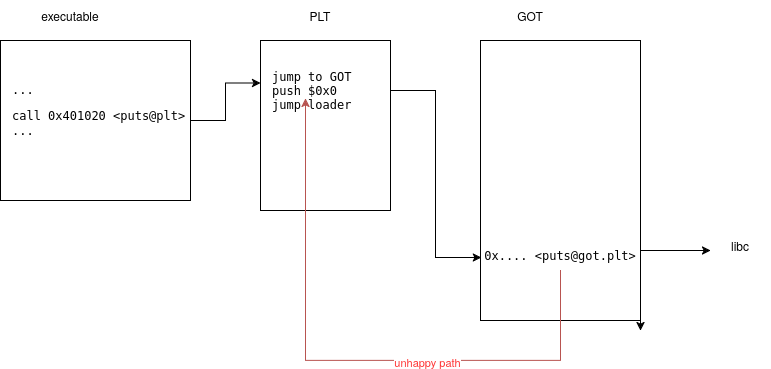 executable
PLT
GOT
...
call 0x401020 <puts@plt>
...
jump to GOT
push $0x0
jump loader
0x.... <puts@got.plt>
libc
unhappy path